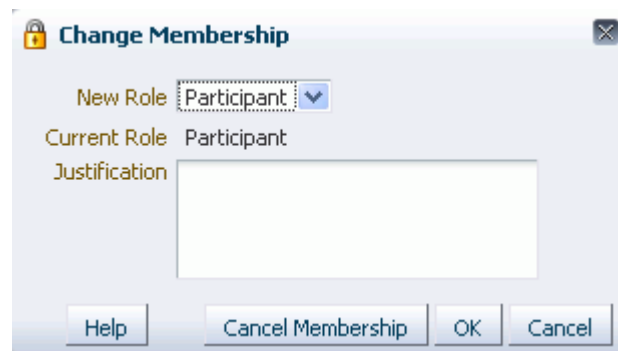 Change Membership
New Role Participant
Current Role Participant
Justification
Help Cancel Membership OK Cancel